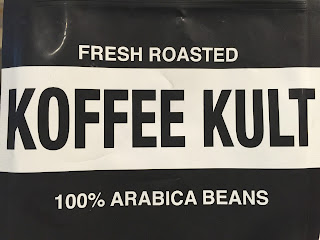 FRESH ROASTED
KOFFEE KULT
100% ARABICA BEANS